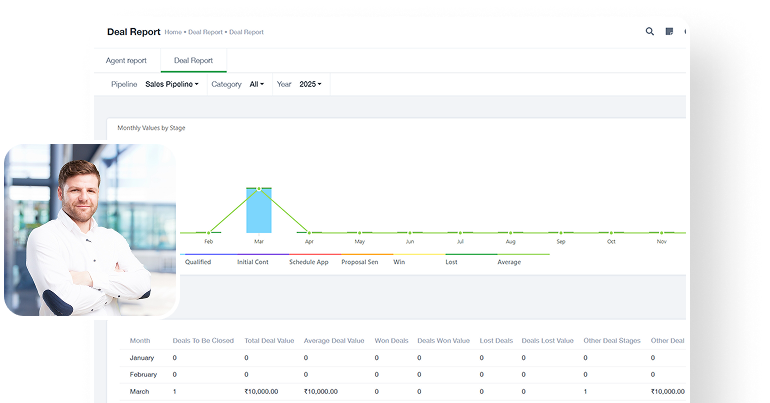 Deal Report Home • Deal Report • Deal Report
Agent report Deal Report
Pipeline Sales Pipeline Category All Year 2025
Monthly Values by Stage
Feb Mar Apr May Jun Jul Aug Sep Oct Nov
Qualified Initial Cont Schedule App Proposal Sen Win Lost Average
Month Deals To Be Closed Total Deal Value Average Deal Value Won Deals Deals Won Value Lost Deals Deals Lost Value Other Deal Stages Other Deal
January 0 0 0 0 0 0 0 0 0
February 0 0 0 0 0 0 0 0 0
March 1 ₹10,000.00 ₹10,000.00 0 0 0 0 1 ₹10,000.00